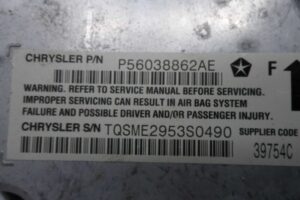 CHRYSLER P/N P56038862AE F
WARNING. REFER TO SERVICE MANUAL BEFORE SERVICING.
IMPROPER SERVICING CAN RESULT IN AIR BAG SYSTEM
FAILURE AND POSSIBLE DRIVER AND/OR PASSENGER INJURY.
CHRYSLER S/N TQSME2953S0490 SUPPLIER CODE
39754C